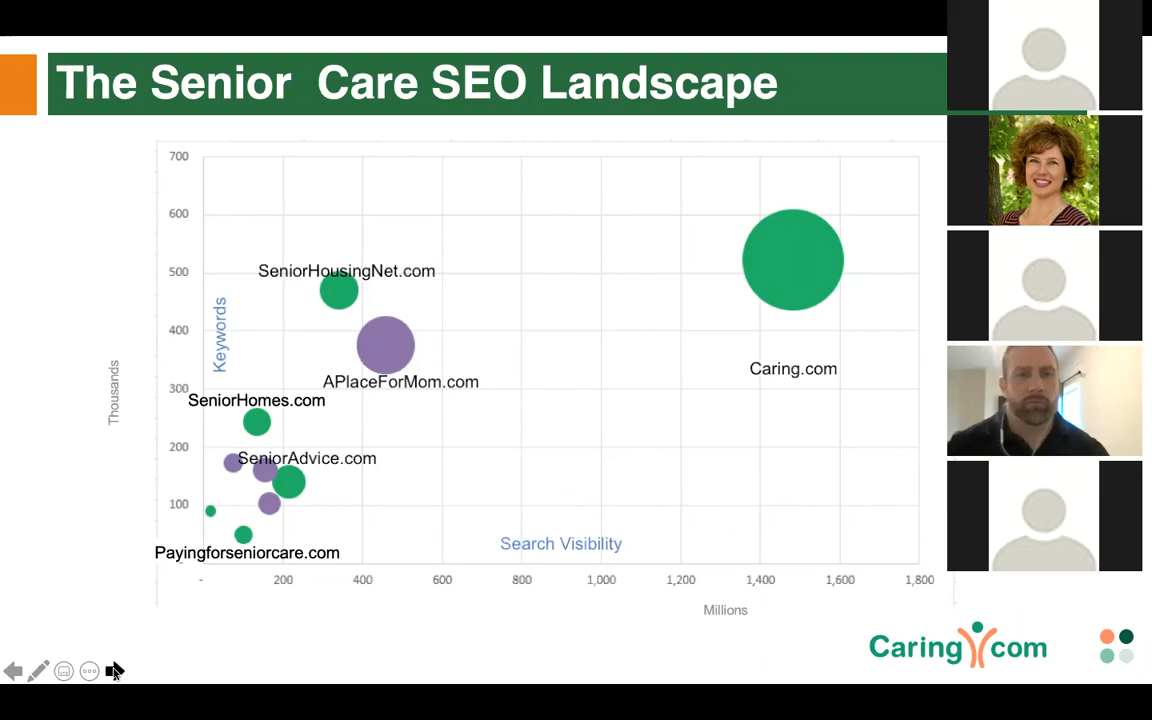 The Senior  Care SEO Landscape
700
600
SeniorHousingNet.com
500
Keywords
400
Thousands
APlaceForMom.com
Caring.com
300
SeniorHomes.com
200
SeniorAdvice.com
100
Search Visibility
Payingforseniorcare.com
-
200
400
600
800
1,000
1,200
1,400
1,600
1,800
Millions
Caring com